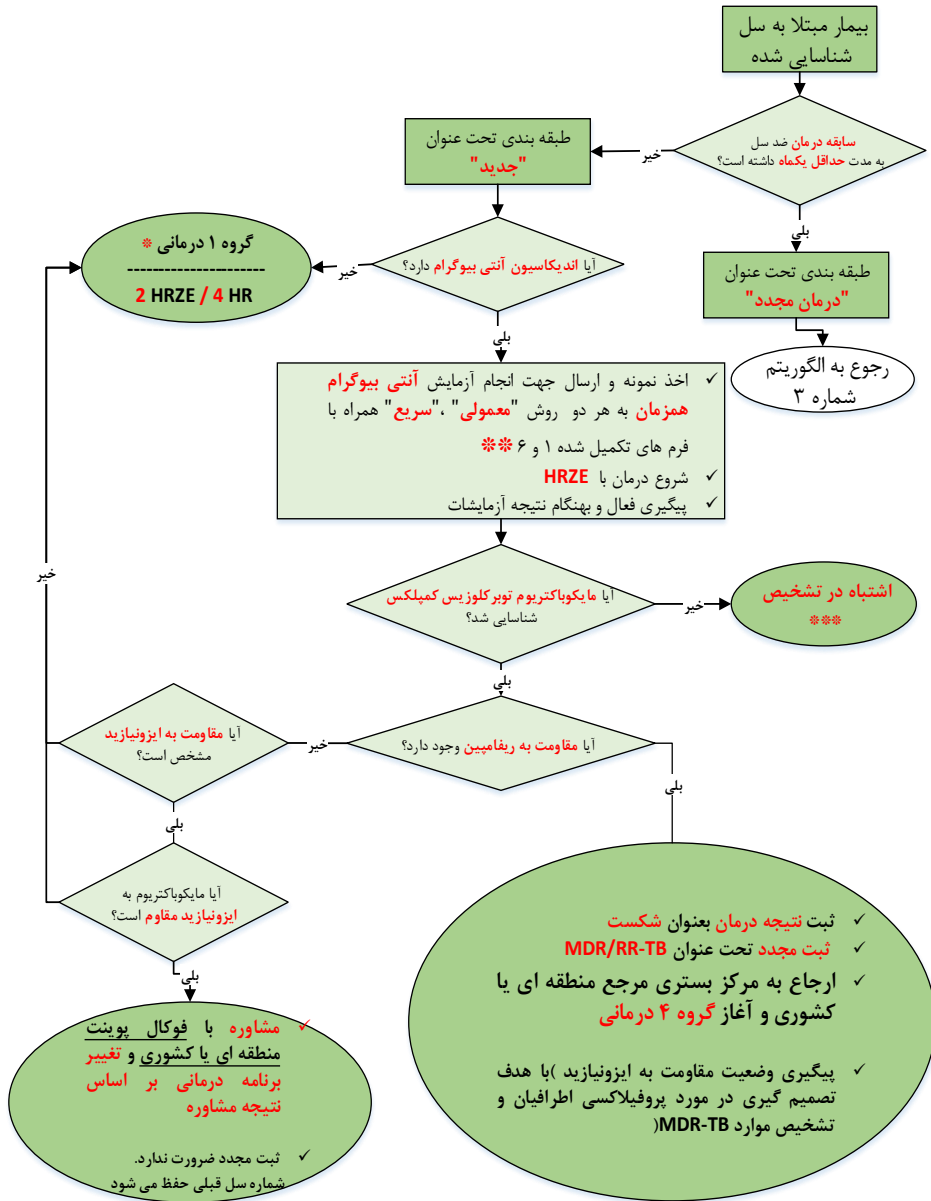 بیمار مبتلا به سل
شناسایی شده
سابقه درمان ضد سل
به مدت حداقل یکماه داشته است؟
خیر
طبقه بندی تحت عنوان
"جدید"
بلی
طبقه بندی تحت عنوان
"درمان مجدد"
رجوع به الگوریتم
شماره ۳
آیا اندیکاسیون آنتی بیوگرام دارد؟
خیر
گروه ۱ درمانی *
----------------------
2 HRZE / 4 HR
بلی
✓ اخذ نمونه و ارسال جهت انجام آزمایش آنتی بیوگرام
همزمان به هر دو روش "معمولی" ،"سریع" همراه با
فرم های تکمیل شده ۱ و ۶ **
✓ شروع درمان با HRZE
✓ پیگیری فعال و بهنگام نتیجه آزمایشات
آیا مایکوباکتریوم توبرکلوزیس کمپلکس
شناسایی شد؟
خیر
اشتباه در تشخیص
***
بلی
آیا مقاومت به ریفامپین وجود دارد؟
خیر
آیا مقاومت به ایزونیازید
مشخص است؟
خیر
بلی
بلی
آیا مایکوباکتریوم به
ایزونیازید مقاوم است؟
بلی
✓ مشاوره با فوکال پوینت
منطقه ای یا کشوری و تغییر
برنامه درمانی بر اساس
نتیجه مشاوره
✓ ثبت مجدد ضرورت ندارد.
شماره سل قبلی حفظ می شود
✓ ثبت نتیجه درمان بعنوان شکست
✓ ثبت مجدد تحت عنوان MDR/RR-TB
✓ ارجاع به مرکز بستری مرجع منطقه ای یا
کشوری و آغاز گروه ۴ درمانی
✓ پیگیری وضعیت مقاومت به ایزونیازید )با هدف
تصمیم گیری در مورد پروفیلاکسی اطرافیان و
تشخیص موارد MDR-TB(